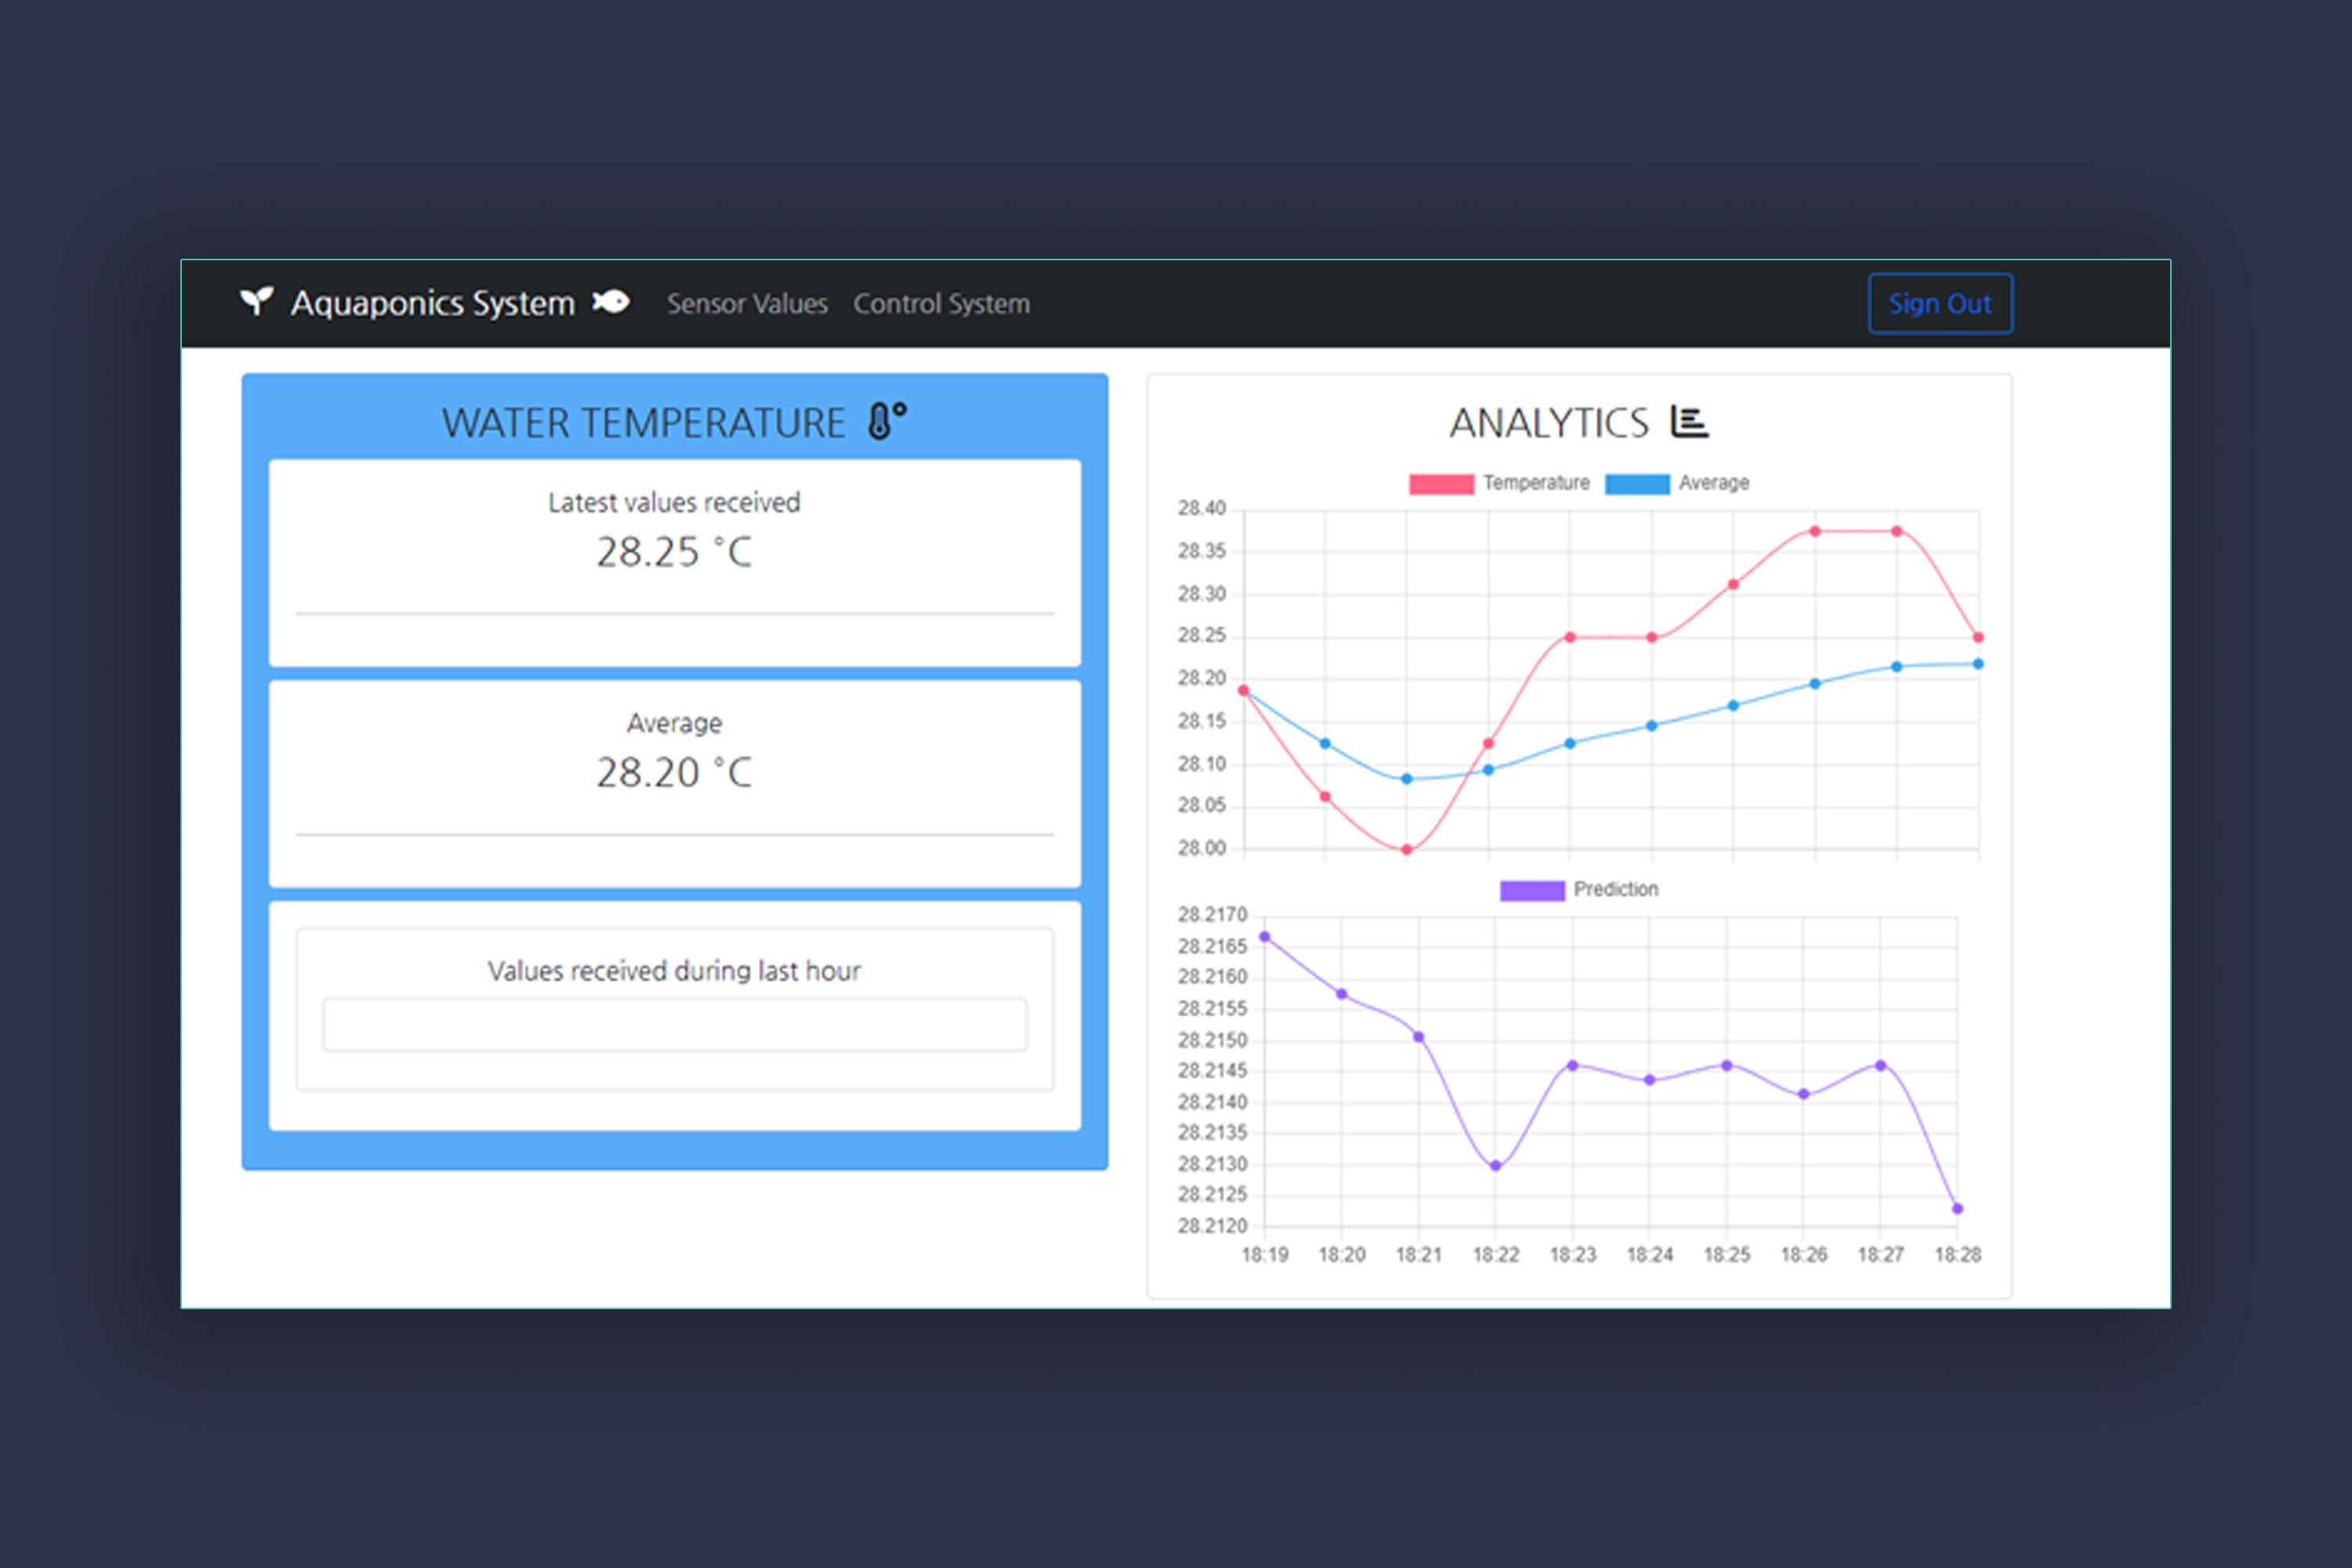 Aquaponics System Sensor Values Control System Sign Out
WATER TEMPERATURE
Latest values received
28.25 °C
Average
28.20 °C
Values received during last hour
ANALYTICS
Temperature Average
28.40
28.35
28.30
28.25
28.20
28.15
28.10
28.05
28.00
Prediction
28.2170
28.2165
28.2160
28.2155
28.2150
28.2145
28.2140
28.2135
28.2130
28.2125
28.2120
18:19 18:20 18:21 18:22 18:23 18:24 18:25 18:26 18:27 18:28